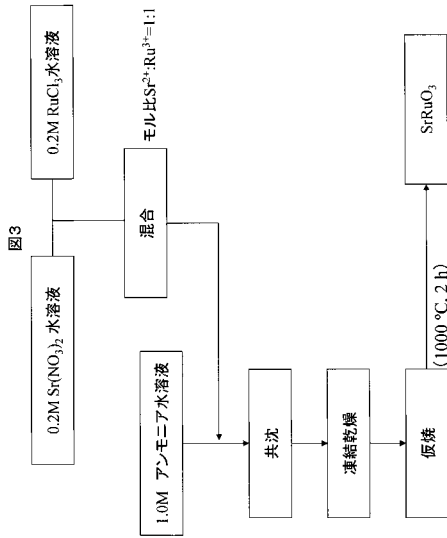 図3
0.2M Sr(NO₃)₂ 水溶液
0.2M RuCl₃水溶液
混合
モル比Sr²⁺:Ru³⁺=1:1
1.0M アンモニア水溶液
共沈
凍結乾燥
仮焼
(1000 ℃, 2 h)
SrRuO₃